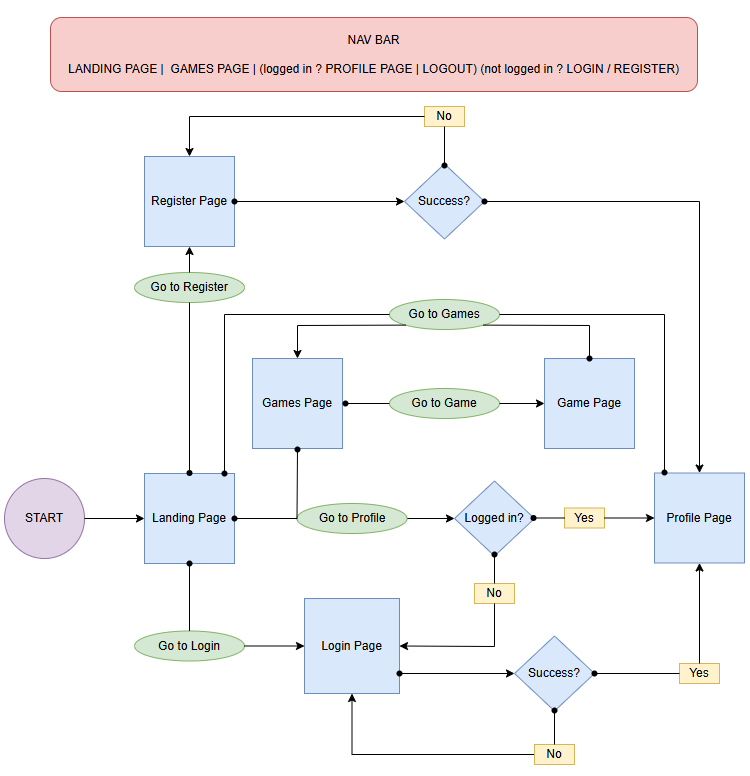 NAV BAR
LANDING PAGE | GAMES PAGE | (logged in ? PROFILE PAGE | LOGOUT) (not logged in ? LOGIN / REGISTER)
No
Register Page
Success?
Go to Register
Go to Games
Games Page
Go to Game
Game Page
START
Landing Page
Go to Profile
Logged in?
Yes
Profile Page
No
Go to Login
Login Page
Success?
Yes
No